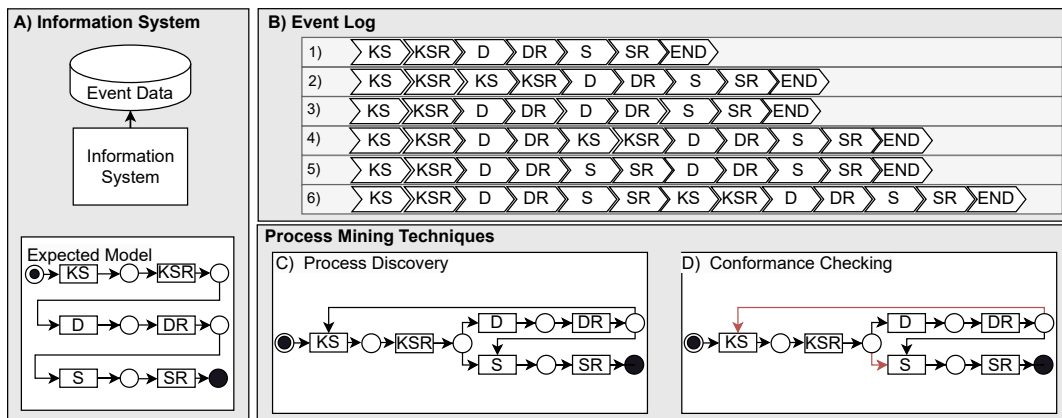 A) Information System
Event Data
Information
System
Expected Model
KS KSR
D DR
S SR
B) Event Log
1) KS KSR D DR S SR END
2) KS KSR KS KSR D DR S SR END
3) KS KSR D DR D DR S SR END
4) KS KSR D DR KS KSR D DR S SR END
5) KS KSR D DR S SR D DR S SR END
6) KS KSR D DR S SR KS KSR D DR S SR END
Process Mining Techniques
C) Process Discovery
D DR
KS KSR
S SR
D) Conformance Checking
D DR
KS KSR
S SR